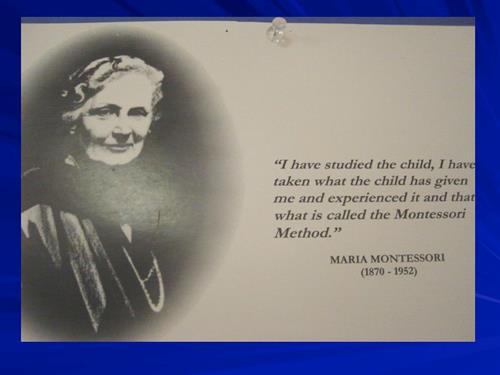 “I have studied the child, I have
taken what the child has given
me and experienced it and that
what is called the Montessori
Method.”
MARIA MONTESSORI
(1870 - 1952)